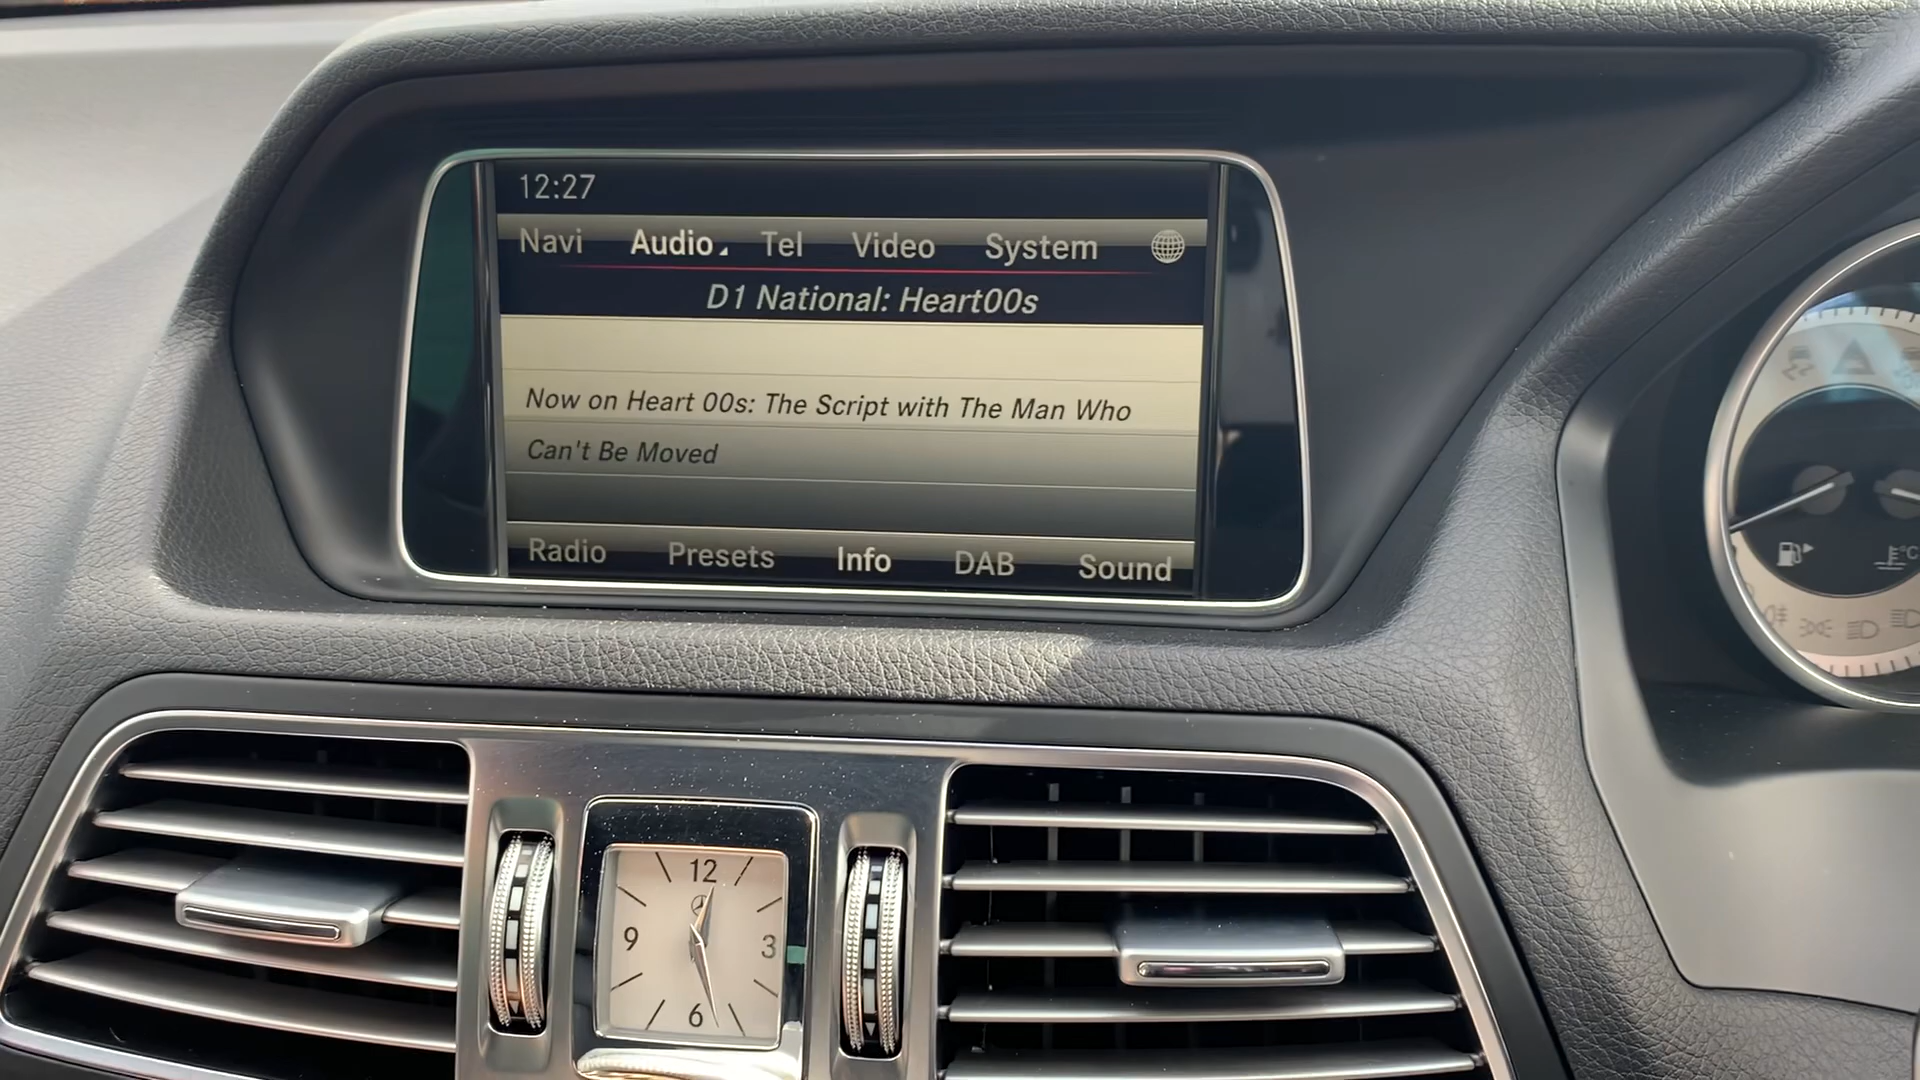 12:27
Navi Audio Tel Video System
D1 National: Heart00s
Now on Heart 00s: The Script with The Man Who
Can't Be Moved
Radio Presets Info DAB Sound
12
9 3
6
°C